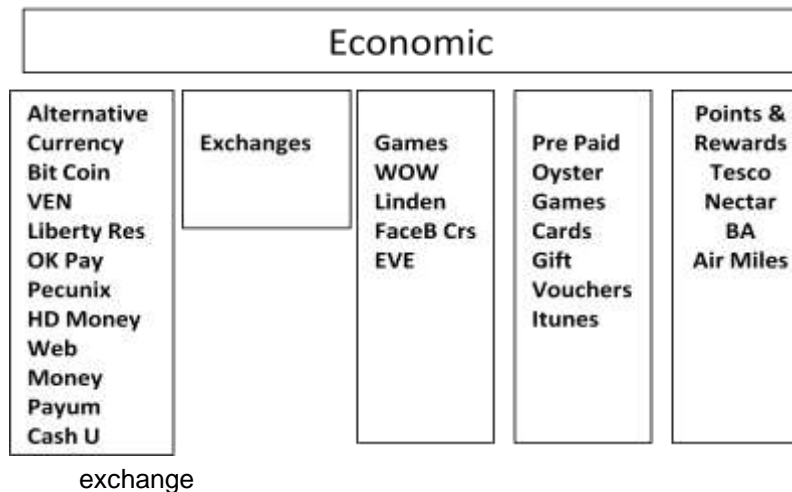 Economic
Alternative
Currency
Bit Coin
VEN
Liberty Res
OK Pay
Pecunix
HD Money
Web
Money
Payum
Cash U
Exchanges
Games
WOW
Linden
FaceB Crs
EVE
Pre Paid
Oyster
Games
Cards
Gift
Vouchers
Itunes
Points &
Rewards
Tesco
Nectar
BA
Air Miles
exchange